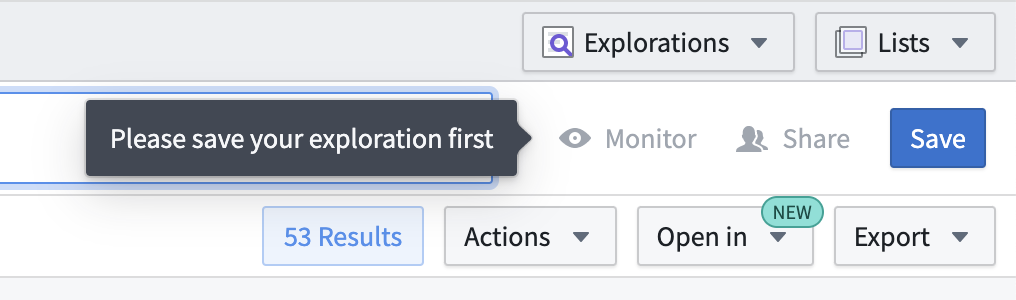 Explorations Lists
Please save your exploration first Monitor Share Save
NEW
53 Results Actions Open in Export